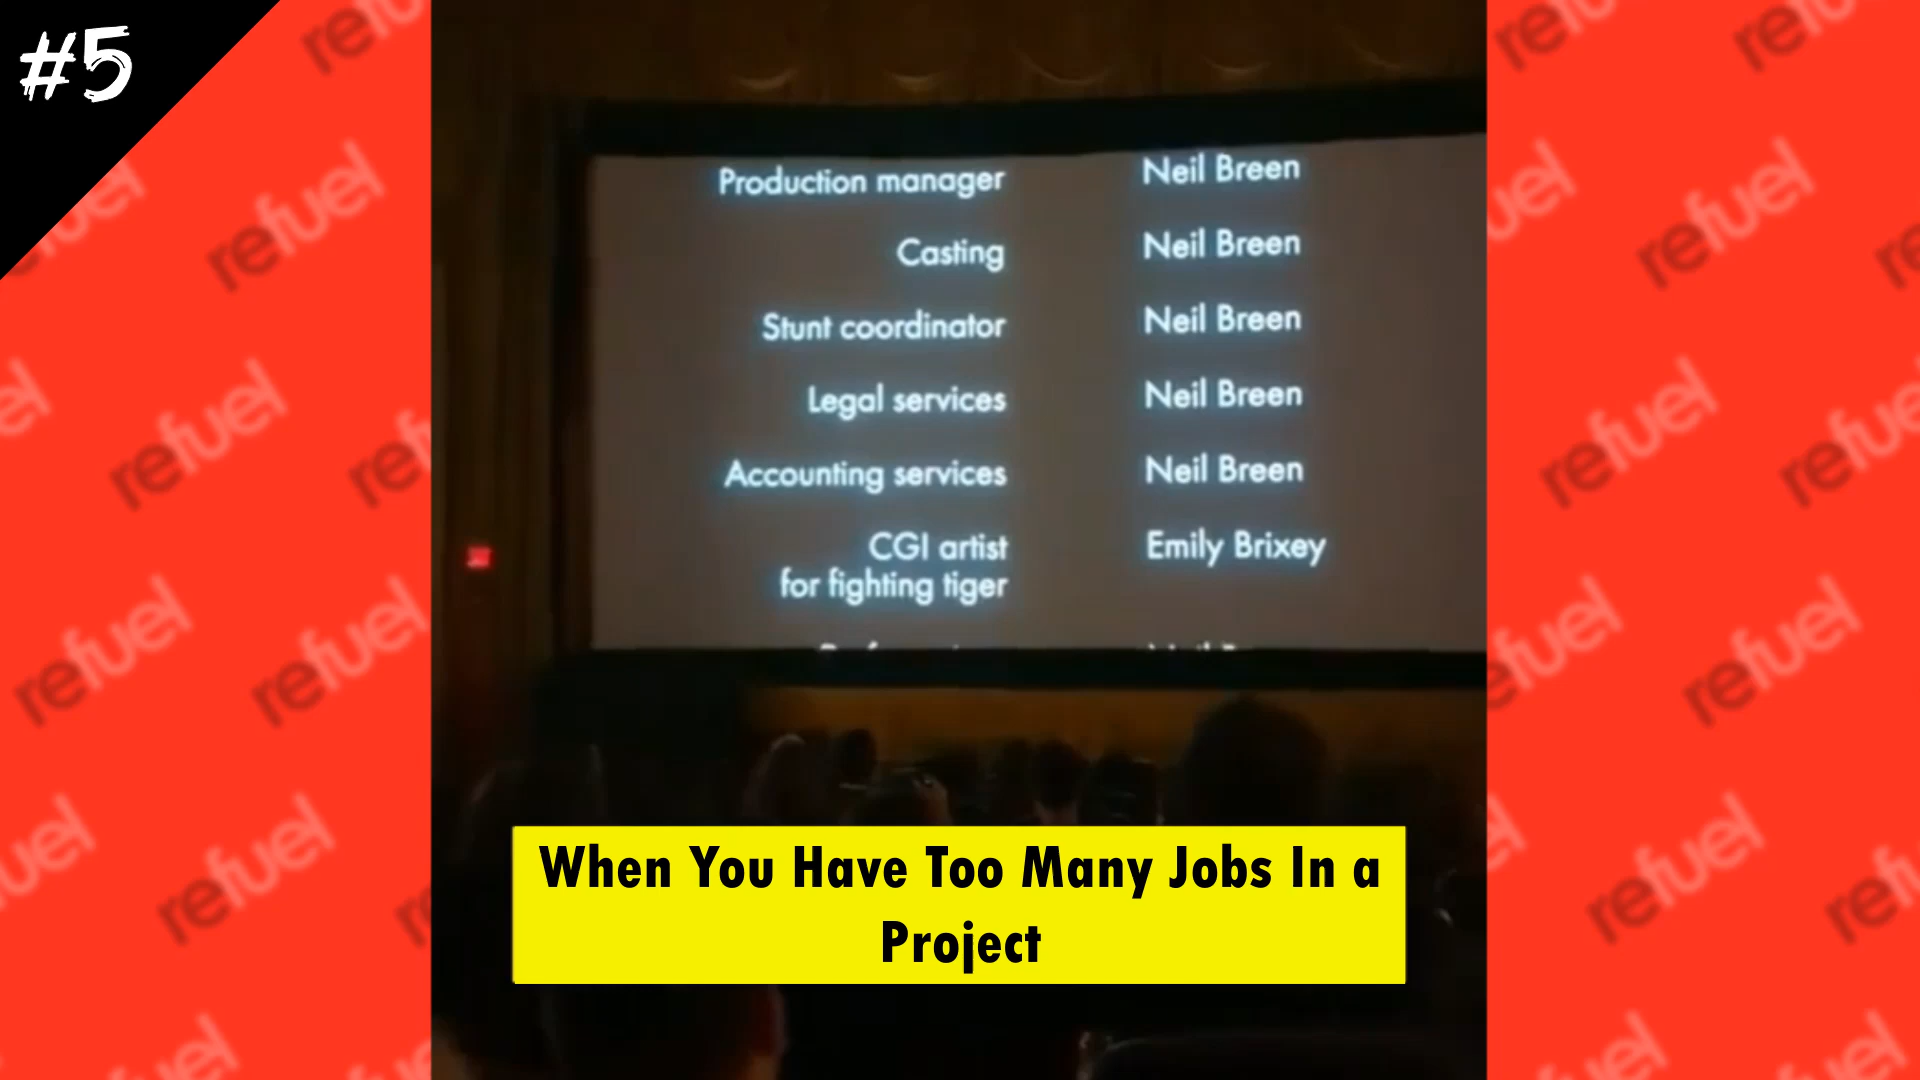 #5
Production manager Neil Breen
Casting Neil Breen
Stunt coordinator Neil Breen
Legal services Neil Breen
Accounting services Neil Breen
CGI artist Emily Brixey
for fighting tiger
When You Have Too Many Jobs In a
Project
refuel